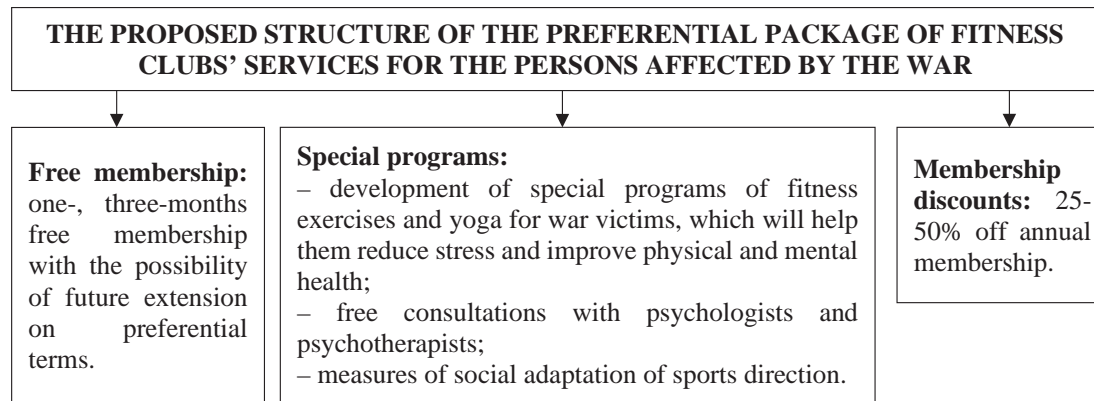 THE PROPOSED STRUCTURE OF THE PREFERENTIAL PACKAGE OF FITNESS
CLUBS’ SERVICES FOR THE PERSONS AFFECTED BY THE WAR
Free membership:
one-, three-months
free membership
with the possibility
of future extension
on preferential
terms.
Special programs:
– development of special programs of fitness
exercises and yoga for war victims, which will help
them reduce stress and improve physical and mental
health;
– free consultations with psychologists and
psychotherapists;
– measures of social adaptation of sports direction.
Membership
discounts: 25-
50% off annual
membership.